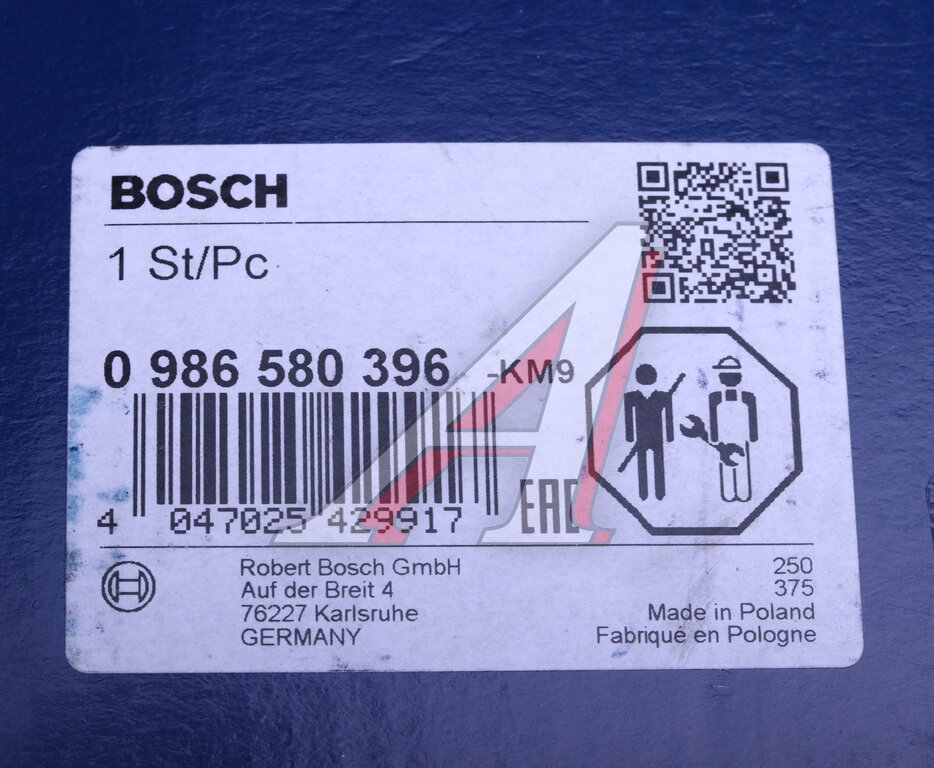 BOSCH
1 St/Pc
0 986 580 396 -KM9
4 047025 429917
EAC
Robert Bosch GmbH
Auf der Breit 4
76227 Karlsruhe
GERMANY
250
375
Made in Poland
Fabriqué en Pologne